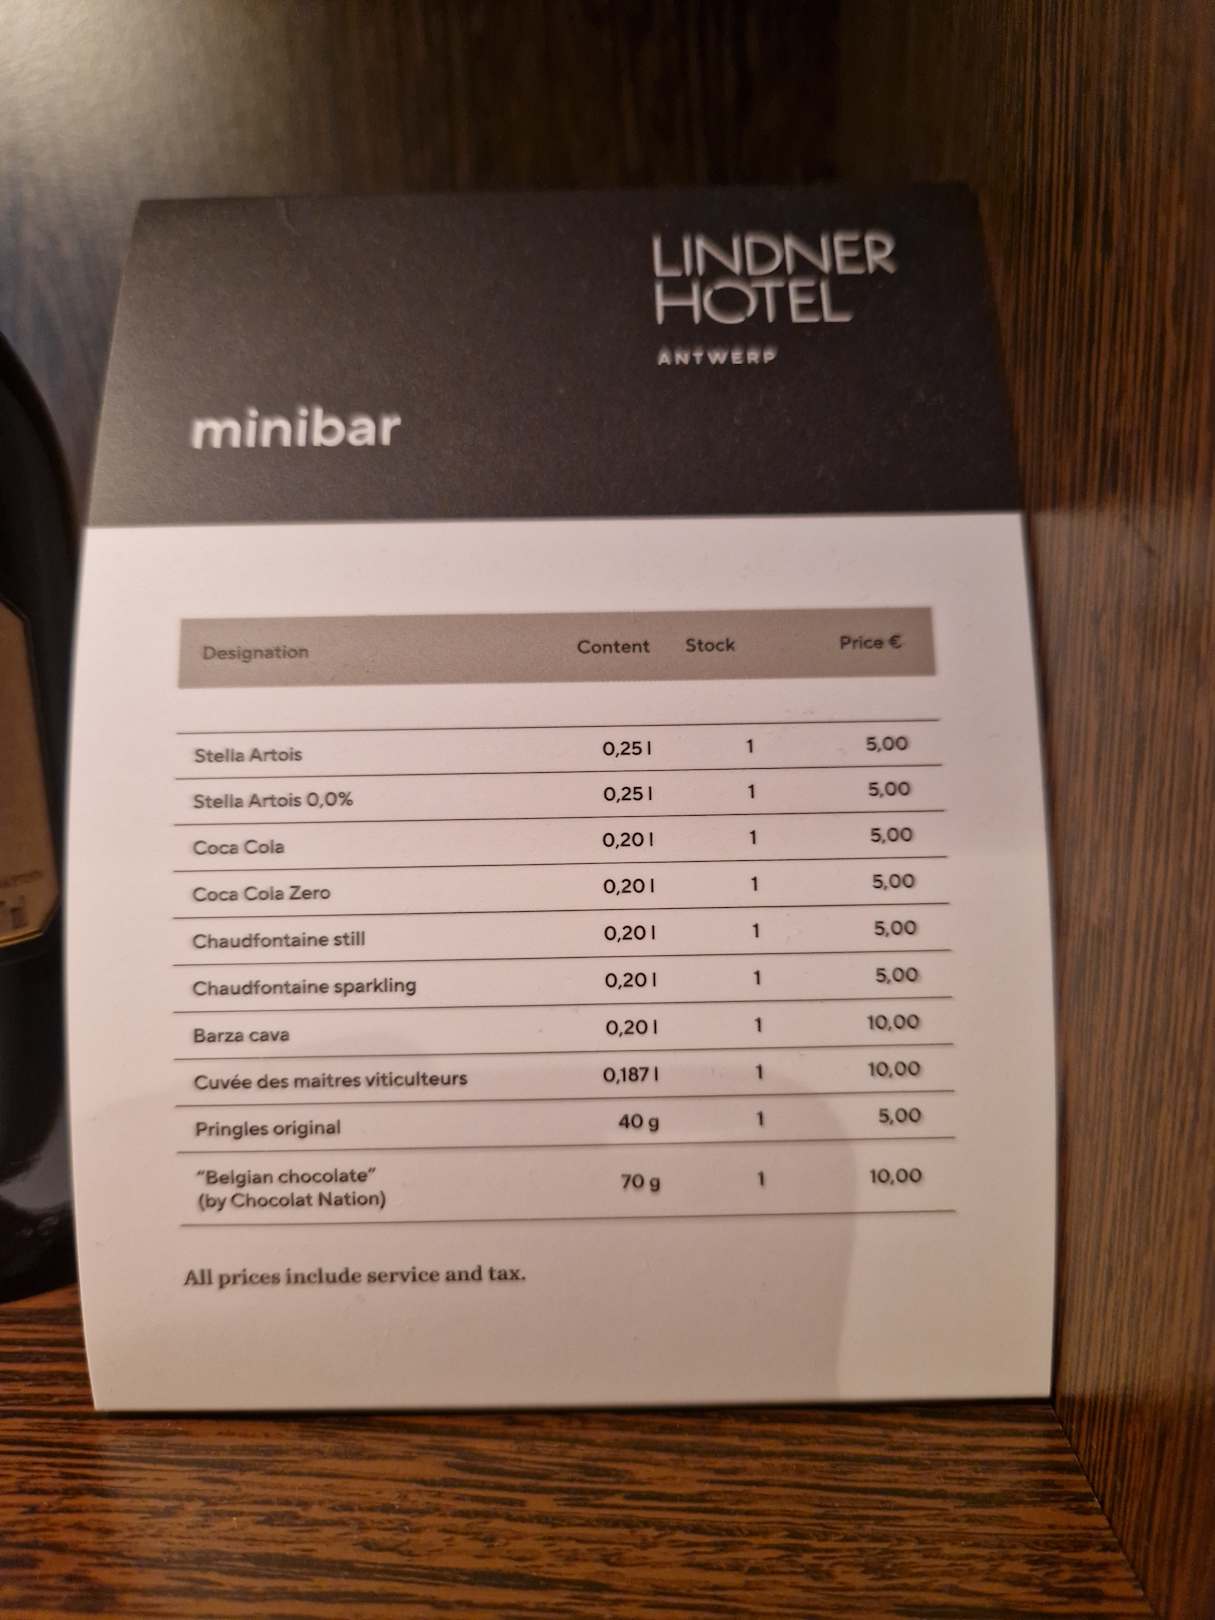 LINDNER
HOTEL
ANTWERP
minibar
Designation Content Stock Price €
Stella Artois 0,25 l 1 5,00
Stella Artois 0,0% 0,25 l 1 5,00
Coca Cola 0,20 l 1 5,00
Coca Cola Zero 0,20 l 1 5,00
Chaudfontaine still 0,20 l 1 5,00
Chaudfontaine sparkling 0,20 l 1 5,00
Barza cava 0,20 l 1 10,00
Cuvée des maitres viticulteurs 0,187 l 1 10,00
Pringles original 40 g 1 5,00
“Belgian chocolate”
(by Chocolat Nation) 70 g 1 10,00
All prices include service and tax.